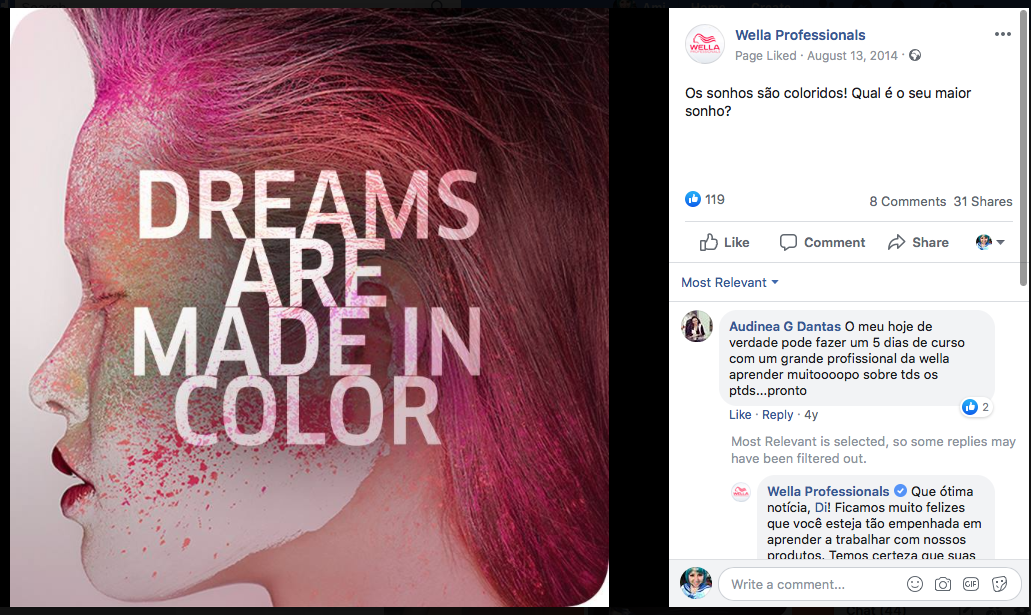 DREAMS
ARE
MADE IN
COLOR
WELLA
Wella Professionals
Page Liked · August 13, 2014 ·
Os sonhos são coloridos! Qual é o seu maior
sonho?
119
8 Comments 31 Shares
Like Comment Share
Most Relevant
Audinea G Dantas O meu hoje de
verdade pode fazer um 5 dias de curso
com um grande profissional da wella
aprender muitoooopo sobre tds os
ptds...pronto
2
Like · Reply · 4y
Most Relevant is selected, so some replies may
have been filtered out.
WELLA
Wella Professionals Que ótima
notícia, Di! Ficamos muito felizes
que você esteja tão empenhada em
aprender a trabalhar com nossos
produtos. Temos certeza que suas
Write a comment...
GIF